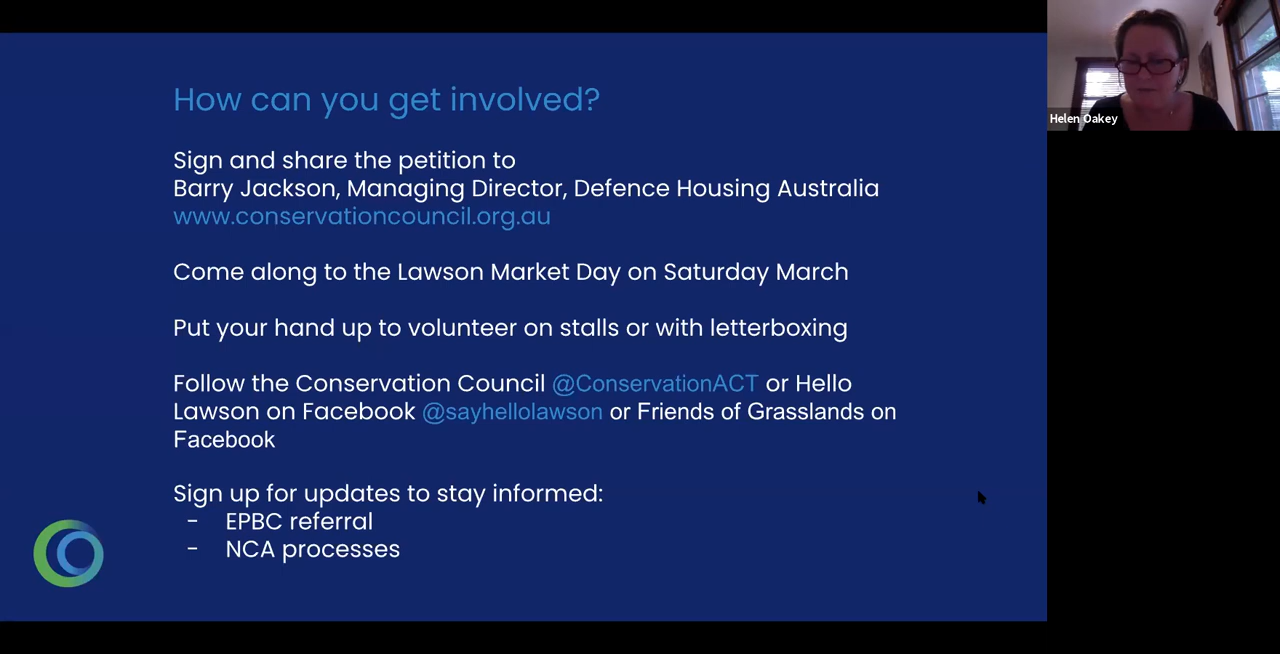 How can you get involved?
Sign and share the petition to
Barry Jackson, Managing Director, Defence Housing Australia
www.conservationcouncil.org.au
Come along to the Lawson Market Day on Saturday March
Put your hand up to volunteer on stalls or with letterboxing
Follow the Conservation Council @ConservationACT or Hello
Lawson on Facebook @sayhellolawson or Friends of Grasslands on
Facebook
Sign up for updates to stay informed:
- EPBC referral
- NCA processes
Helen Oakey